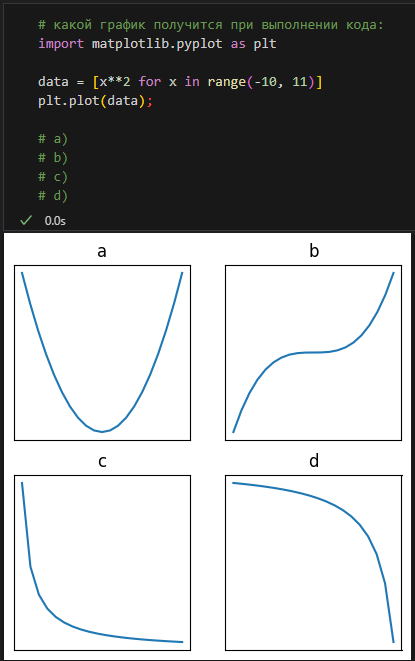 # какой график получится при выполнении кода:
import matplotlib.pyplot as plt
data = [x**2 for x in range(-10, 11)]
plt.plot(data);
# a)
# b)
# c)
# d)
0.0s
a
b
c
d